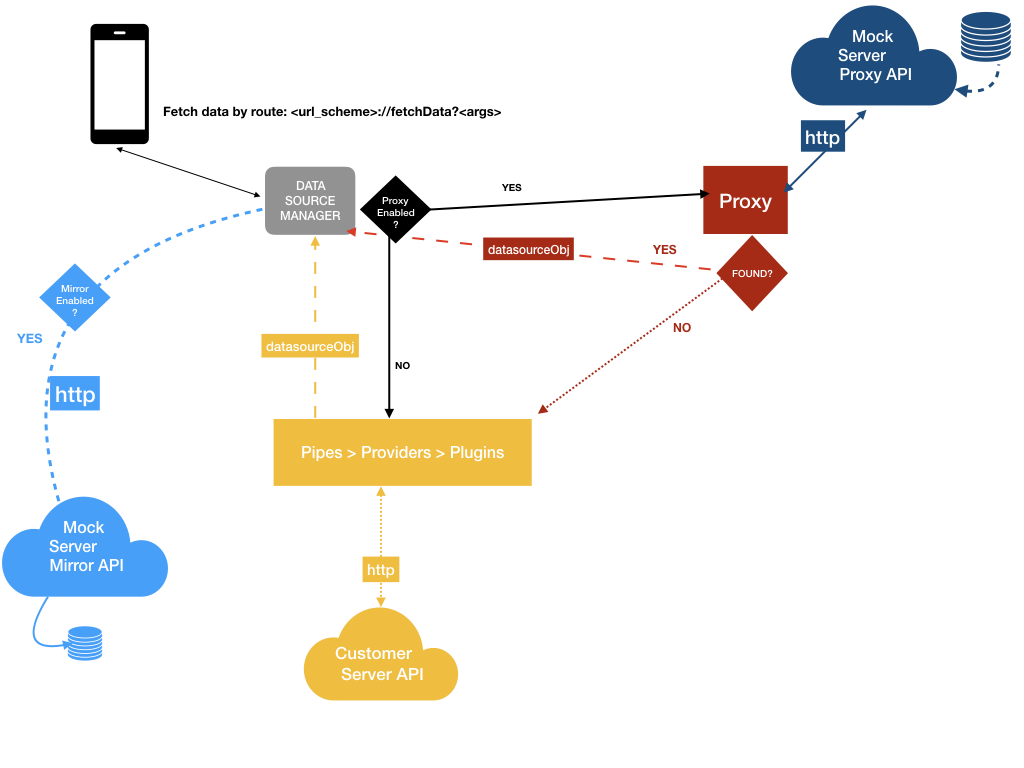 Mock
Server
Proxy API
Fetch data by route: <url_scheme>://fetchData?<args>
http
DATA
SOURCE
MANAGER
Proxy
Enabled
?
YES
Proxy
datasourceObj
YES
FOUND?
Mirror
Enabled
?
YES
NO
datasourceObj
NO
http
Pipes > Providers > Plugins
Mock
Server
Mirror API
http
Customer
Server API